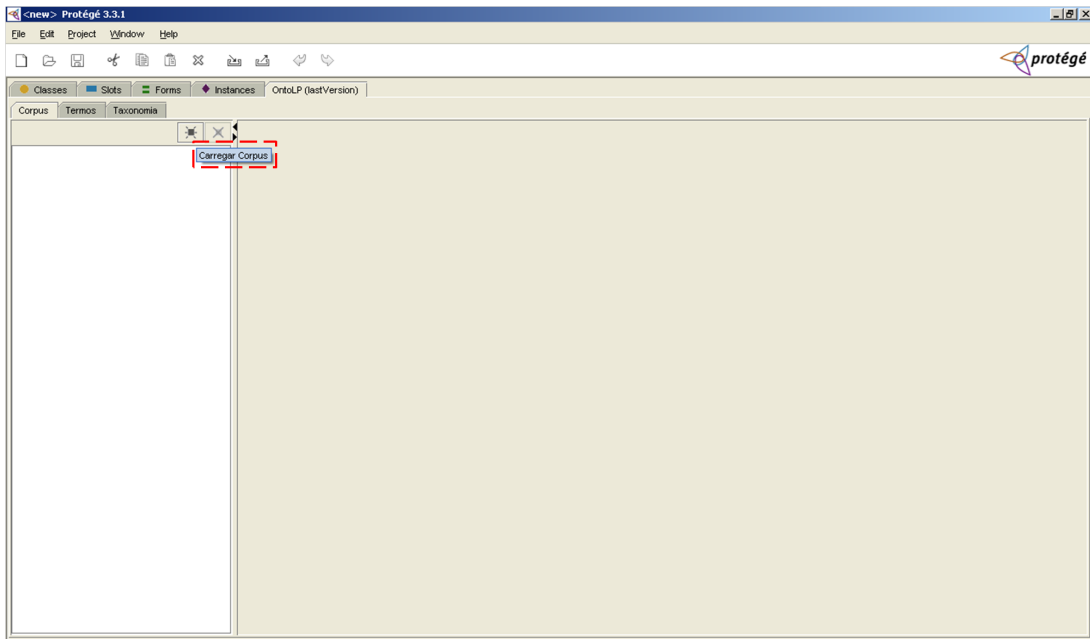 <new> Protégé 3.3.1
File Edit Project Window Help
protégé
Classes Slots Forms Instances OntoLP (lastVersion)
Corpus Termos Taxonomia
Carregar Corpus